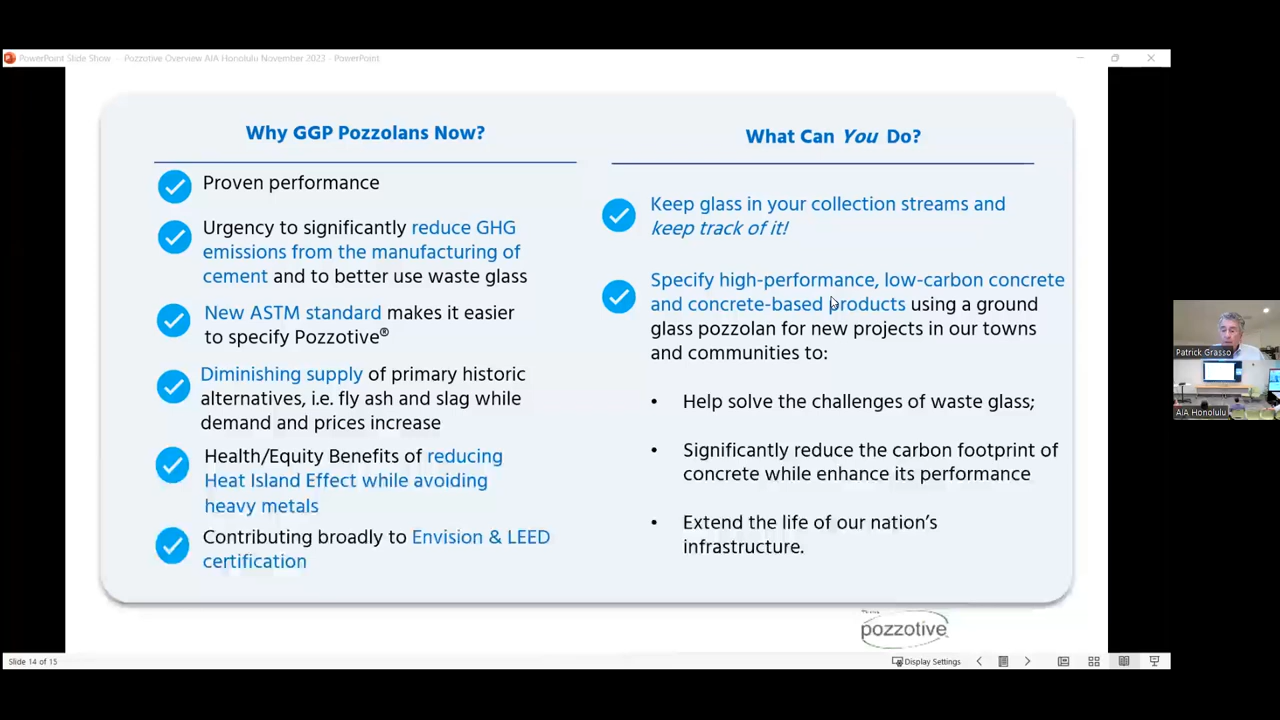 PowerPoint Slide Show - Pozzotive Overview AIA Honolulu November 2023 - PowerPoint
Why GGP Pozzolans Now?
Proven performance
Urgency to significantly reduce GHG
emissions from the manufacturing of
cement and to better use waste glass
New ASTM standard makes it easier
to specify Pozzotive®
Diminishing supply of primary historic
alternatives, i.e. fly ash and slag while
demand and prices increase
Health/Equity Benefits of reducing
Heat Island Effect while avoiding
heavy metals
Contributing broadly to Envision & LEED
certification
What Can You Do?
Keep glass in your collection streams and
keep track of it!
Specify high-performance, low-carbon concrete
and concrete-based products using a ground
glass pozzolan for new projects in our towns
and communities to:
• Help solve the challenges of waste glass;
• Significantly reduce the carbon footprint of
concrete while enhance its performance
• Extend the life of our nation's
infrastructure.
pozzotive
Slide 14 of 15
Display Settings
Patrick Grasso
AIA Honolulu